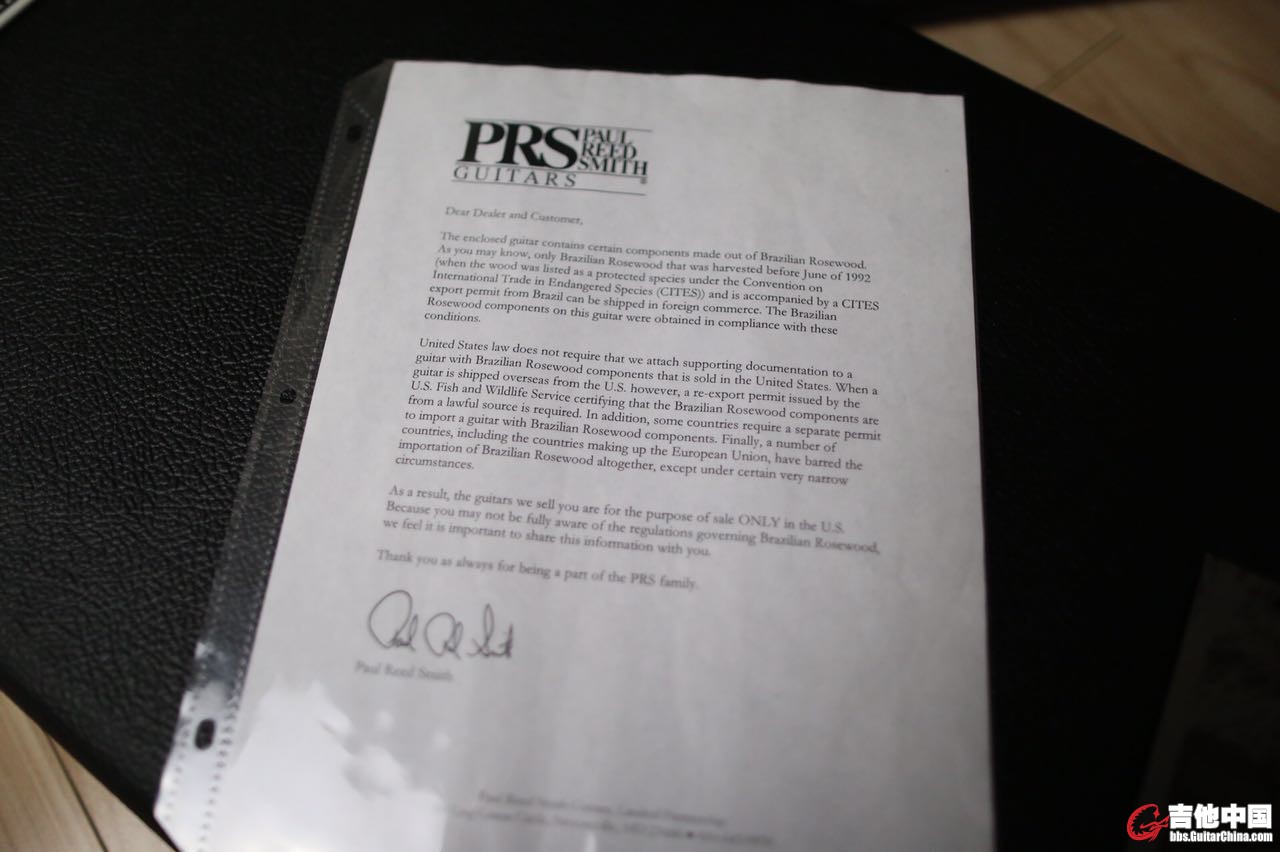 PRS PAUL
REED
SMITH
GUITARS
Dear Dealer and Customer,
The enclosed guitar contains certain components made out of Brazilian Rosewood.
As you may know, only Brazilian Rosewood that was harvested before June of 1992
(when the wood was listed as a protected species under the Convention on
International Trade in Endangered Species (CITES)) and is accompanied by a CITES
export permit from Brazil can be shipped in foreign commerce. The Brazilian
Rosewood components on this guitar were obtained in compliance with these
conditions.
United States law does not require that we attach supporting documentation to a
guitar with Brazilian Rosewood components that is sold in the United States. When a
guitar is shipped overseas from the U.S. however, a re-export permit issued by the
U.S. Fish and Wildlife Service certifying that the Brazilian Rosewood components are
from a lawful source is required. In addition, some countries require a separate permit
to import a guitar with Brazilian Rosewood components. Finally, a number of
countries, including the countries making up the European Union, have barred the
importation of Brazilian Rosewood altogether, except under certain very narrow
circumstances.
As a result, the guitars we sell you are for the purpose of sale ONLY in the U.S.
Because you may not be fully aware of the regulations governing Brazilian Rosewood,
we feel it is important to share this information with you.
Thank you as always for being a part of the PRS family.
Paul Reed Smith
吉他中国
bbs.GuitarChina.com